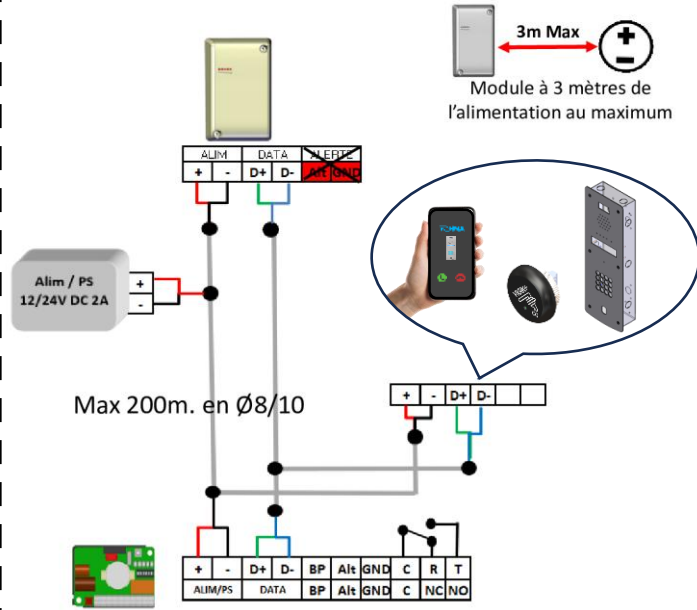 3m Max
+
-
Module à 3 mètres de
l'alimentation au maximum
ALIM DATA ALERTE
+ - D+ D- Alt GND
Alim / PS
12/24V DC 2A
+
-
Max 200m. en Ø8/10
+ - D+ D-
+ - D+ D- BP Alt GND C R T
ALIM/PS DATA BP Alt GND C NC NO